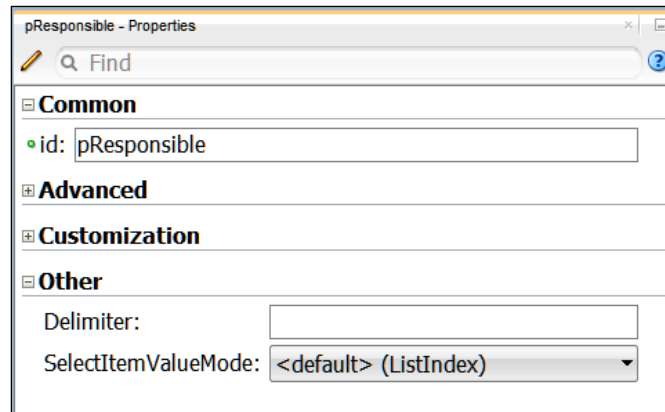 pResponsible - Properties
Find
Common
id: pResponsible
Advanced
Customization
Other
Delimiter:
SelectItemValueMode: <default> (ListIndex)